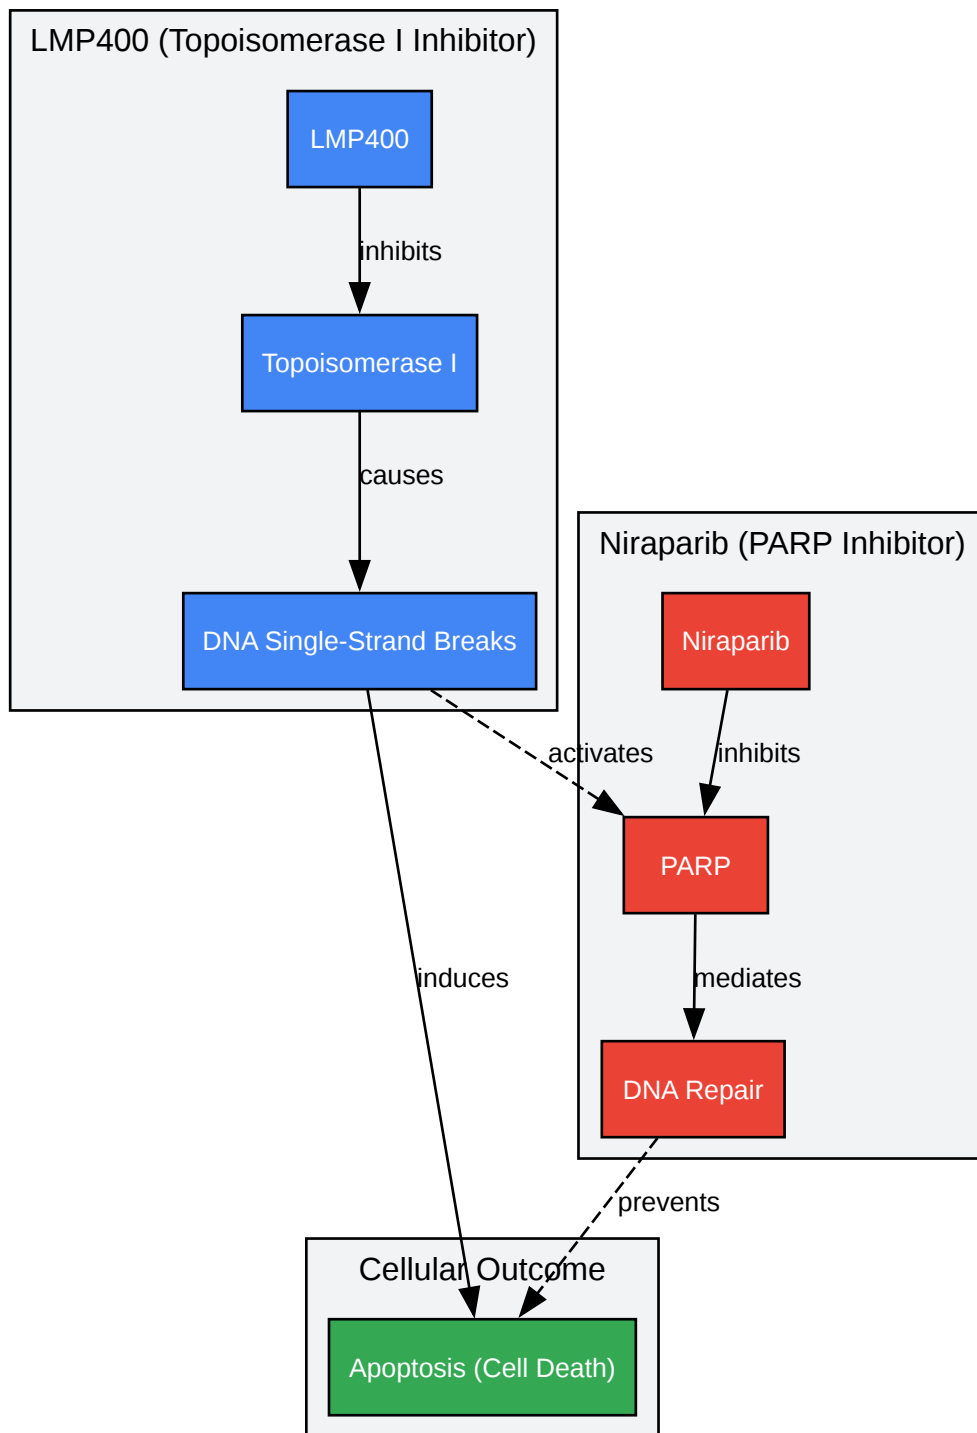 LMP400 (Topoisomerase I Inhibitor)
LMP400
inhibits
Topoisomerase I
causes
DNA Single-Strand Breaks
Niraparib (PARP Inhibitor)
Niraparib
activates
inhibits
PARP
induces
mediates
DNA Repair
prevents
Cellular Outcome
Apoptosis (Cell Death)